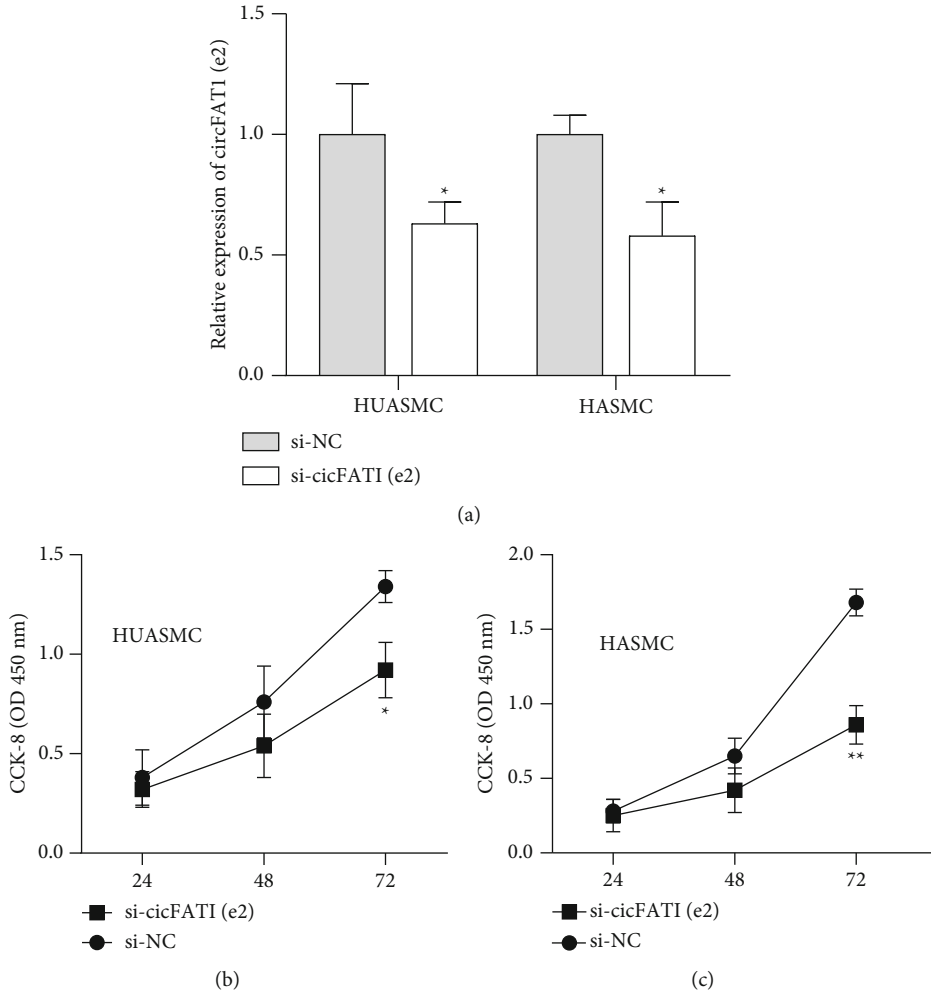 Relative expression of circFAT1 (e2)
1.5
1.0
0.5
0.0
*
*
HUASMC
HASMC
si-NC
si-cicFATI (e2)
(a)
CCK-8 (OD 450 nm)
1.5
1.0
0.5
0.0
HUASMC
*
24
48
72
si-cicFATI (e2)
si-NC
(b)
CCK-8 (OD 450 nm)
2.0
1.5
1.0
0.5
0.0
HASMC
**
24
48
72
si-cicFATI (e2)
si-NC
(c)